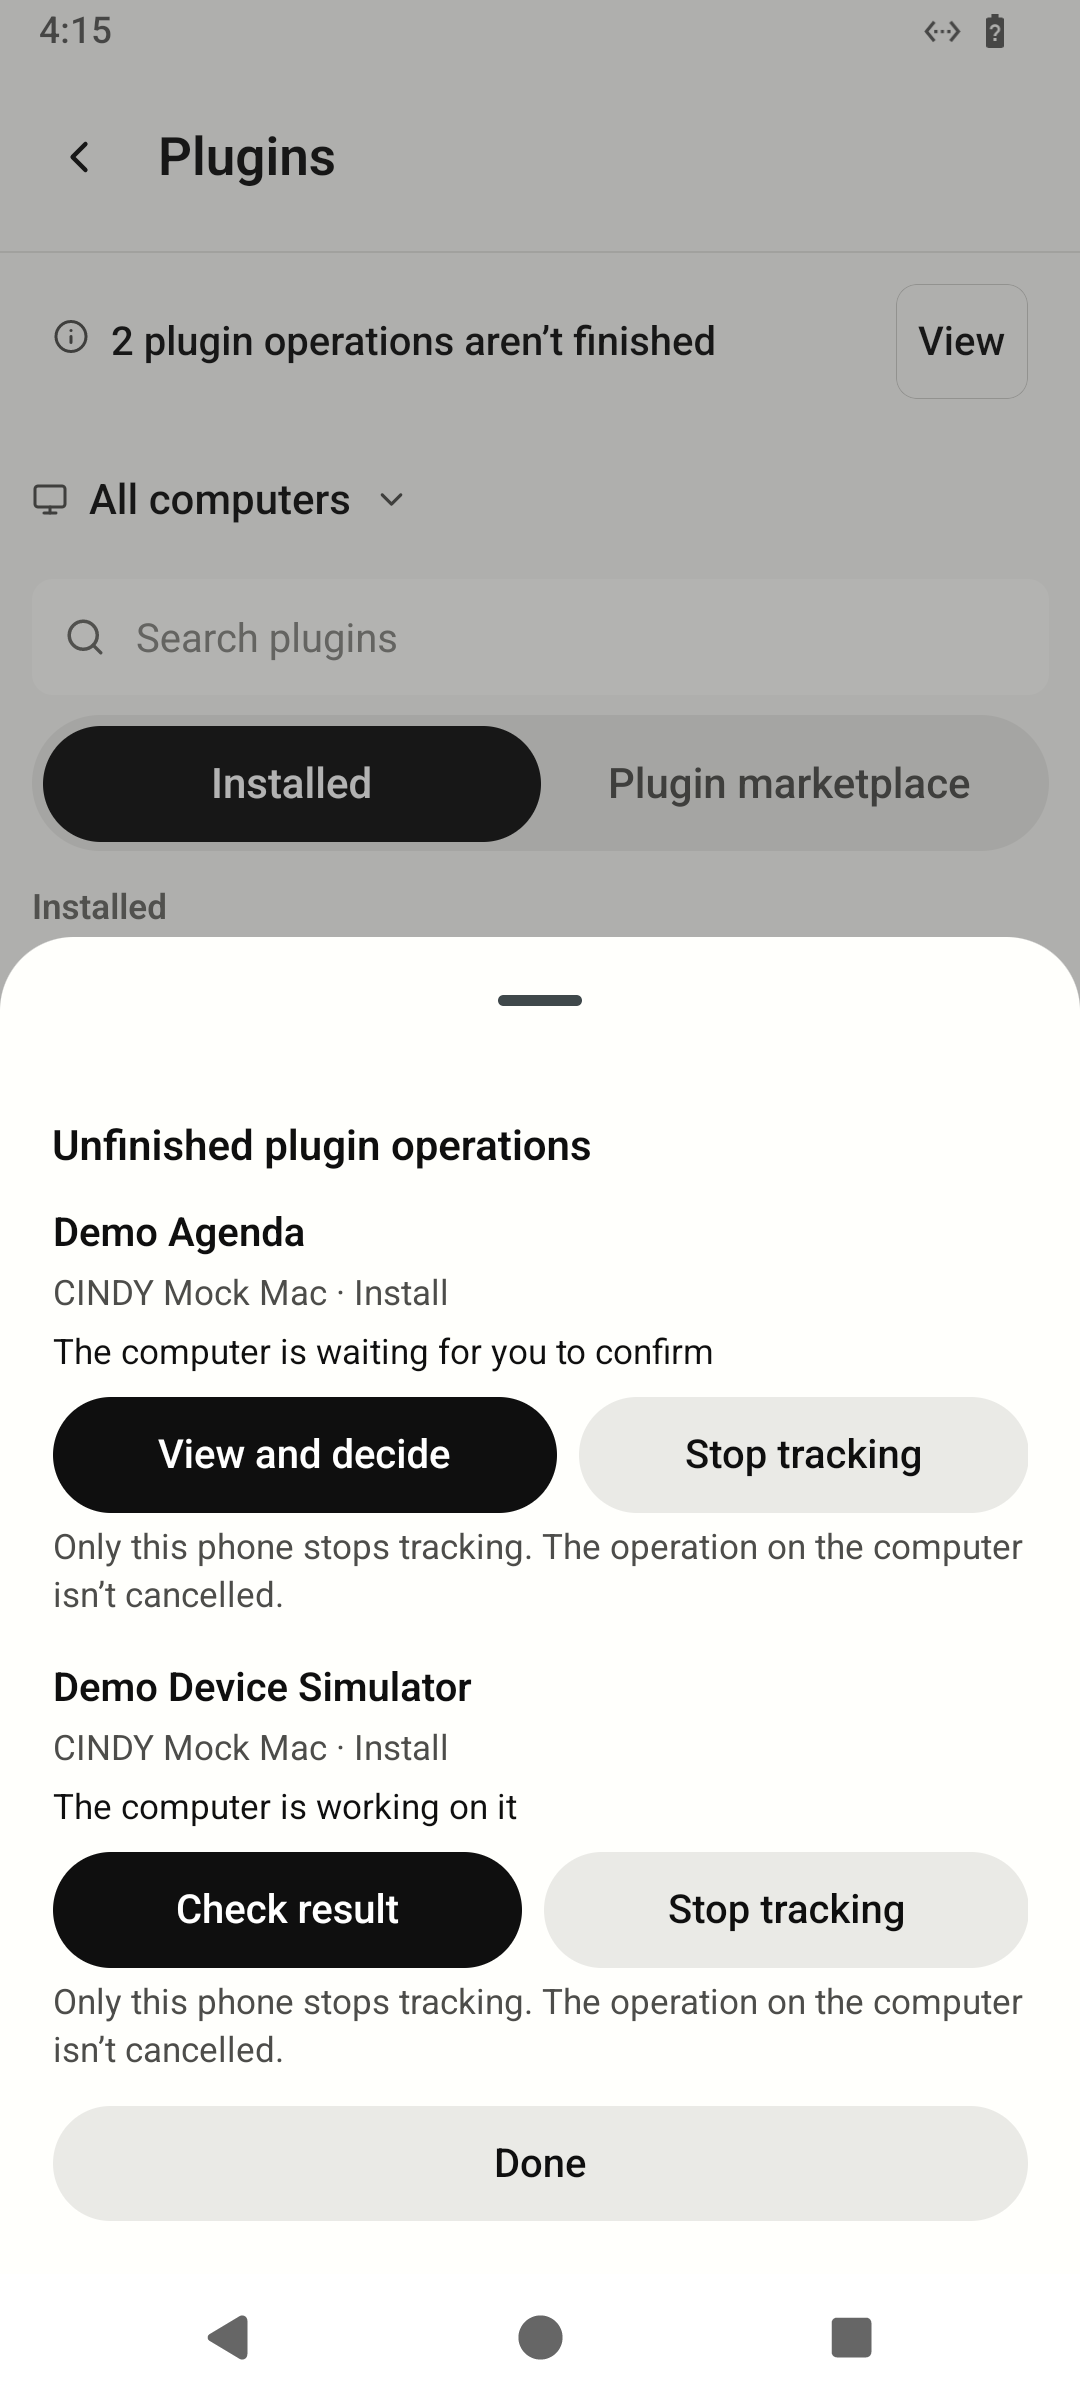 4:15
Plugins
2 plugin operations aren’t finished
View
All computers
Search plugins
Installed
Plugin marketplace
Installed
Unfinished plugin operations
Demo Agenda
CINDY Mock Mac · Install
The computer is waiting for you to confirm
View and decide
Stop tracking
Only this phone stops tracking. The operation on the computer
isn’t cancelled.
Demo Device Simulator
CINDY Mock Mac · Install
The computer is working on it
Check result
Stop tracking
Only this phone stops tracking. The operation on the computer
isn’t cancelled.
Done